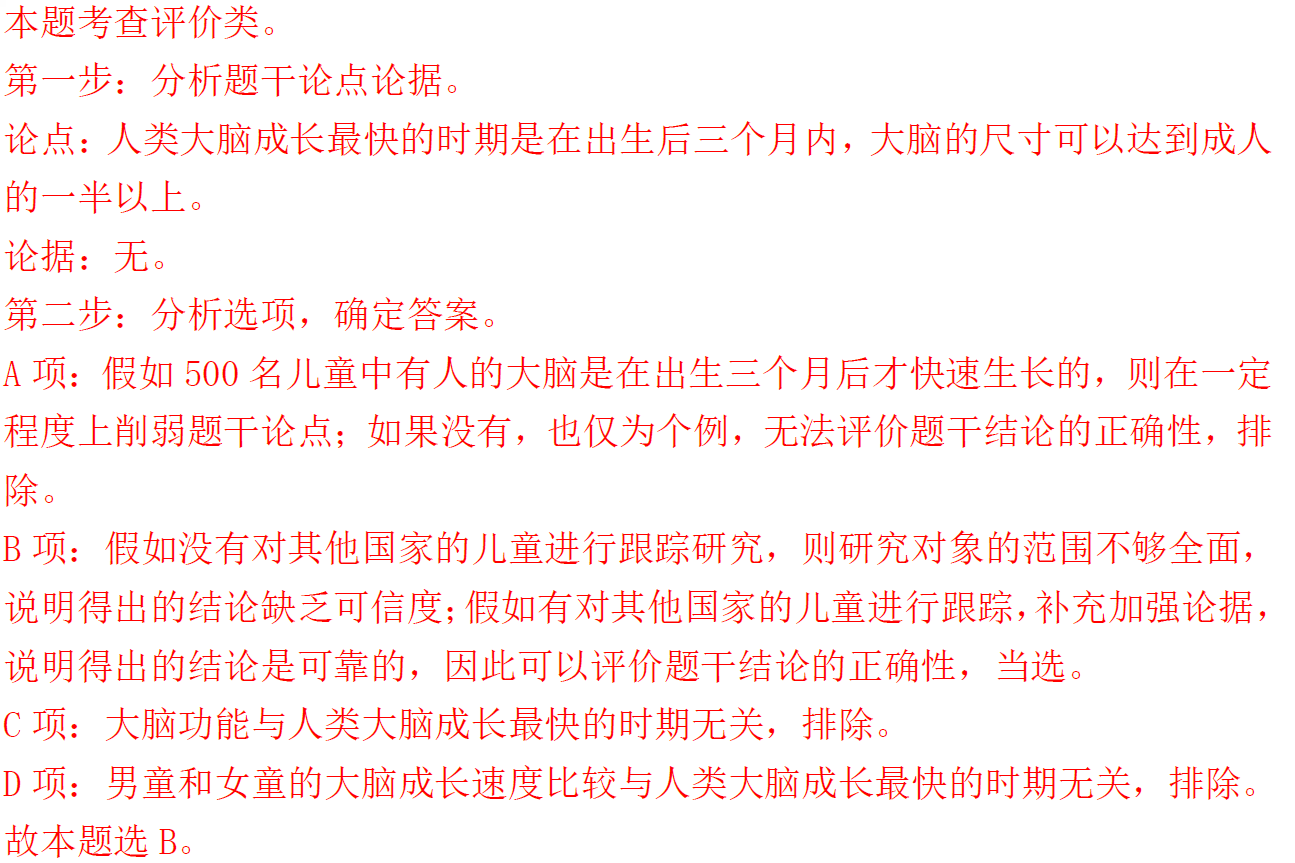 本题考查评价类。
第一步：分析题干论点论据。
论点：人类大脑成长最快的时期是在出生后三个月内，大脑的尺寸可以达到成人
的一半以上。
论据：无。
第二步：分析选项，确定答案。
A 项：假如 500 名儿童中有人的大脑是在出生三个月后才快速生长的，则在一定
程度上削弱题干论点；如果没有，也仅为个例，无法评价题干结论的正确性，排
除。
B 项：假如没有对其他国家的儿童进行跟踪研究，则研究对象的范围不够全面，
说明得出的结论缺乏可信度；假如有对其他国家的儿童进行跟踪，补充加强论据，
说明得出的结论是可靠的，因此可以评价题干结论的正确性，当选。
C 项：大脑功能与人类大脑成长最快的时期无关，排除。
D 项：男童和女童的大脑成长速度比较与人类大脑成长最快的时期无关，排除。
故本题选 B。